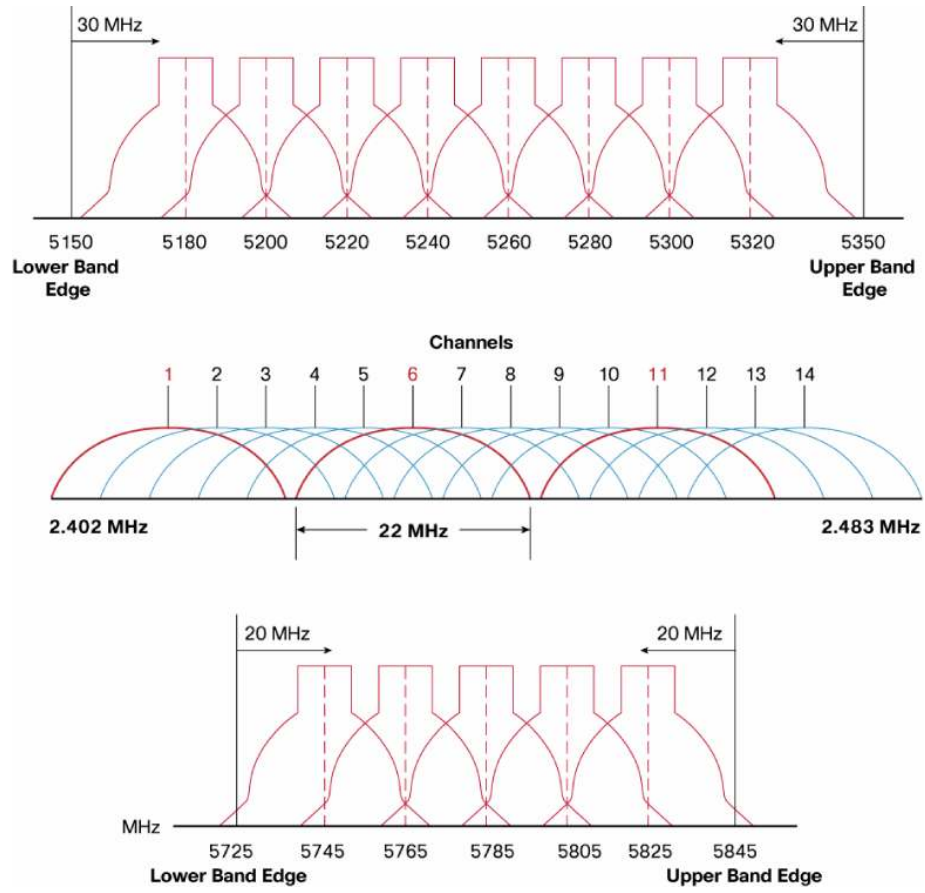 30 MHz 30 MHz
5150 5180 5200 5220 5240 5260 5280 5300 5320 5350
Lower Band Edge Upper Band Edge
Channels
1 2 3 4 5 6 7 8 9 10 11 12 13 14
2.402 MHz 22 MHz 2.483 MHz
20 MHz 20 MHz
MHz
5725 5745 5765 5785 5805 5825 5845
Lower Band Edge Upper Band Edge